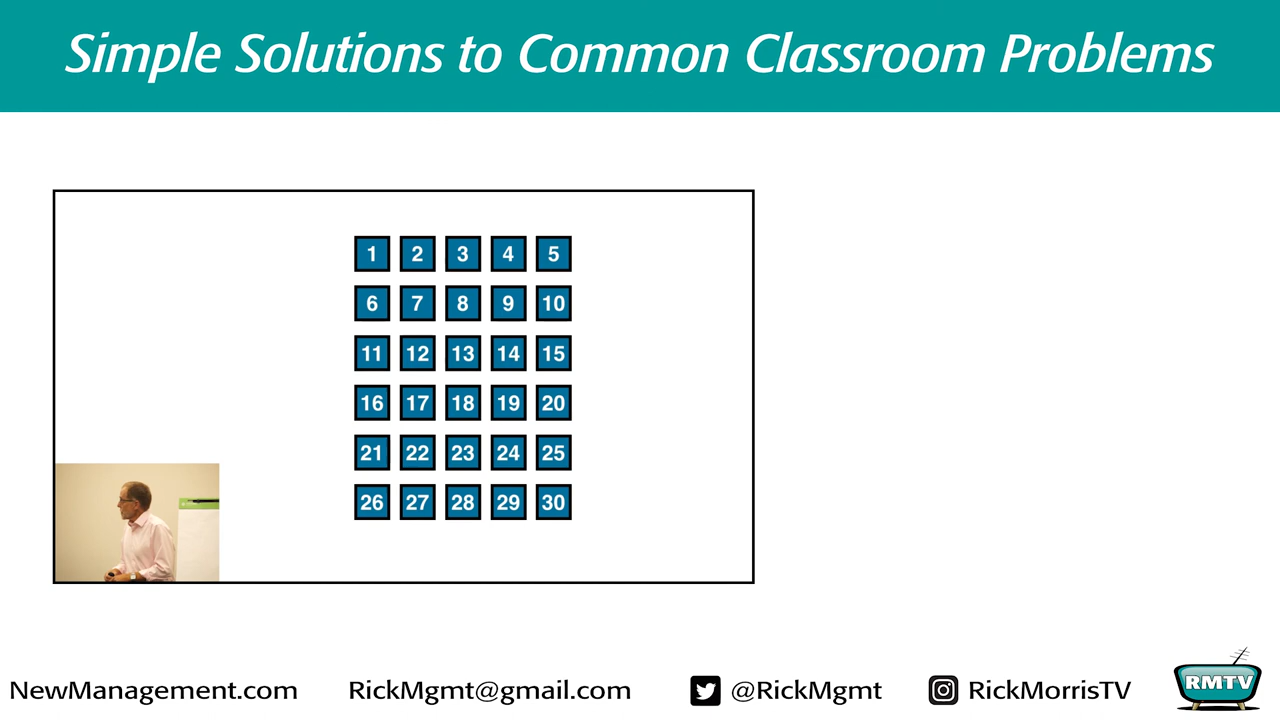 Simple Solutions to Common Classroom Problems
1 2 3 4 5
6 7 8 9 10
11 12 13 14 15
16 17 18 19 20
21 22 23 24 25
26 27 28 29 30
NewManagement.com RickMgmt@gmail.com @RickMgmt RickMorrisTV RMTV